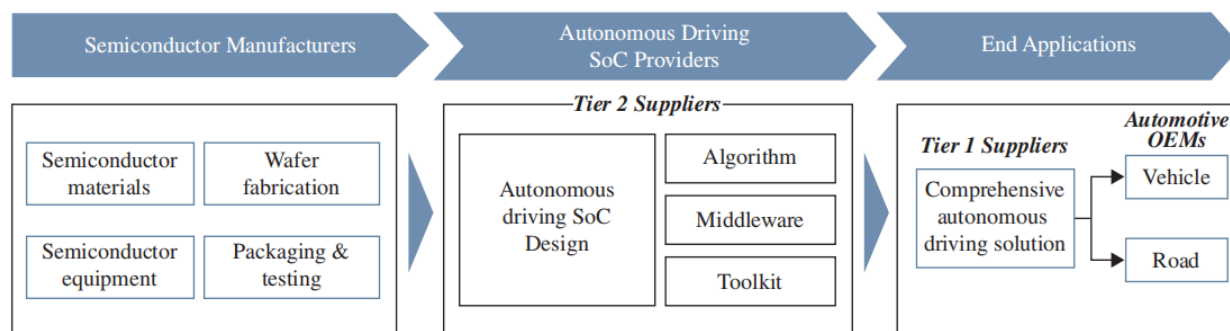 Semiconductor Manufacturers
Autonomous Driving
SoC Providers
End Applications
Semiconductor
materials
Wafer
fabrication
Semiconductor
equipment
Packaging &
testing
Tier 2 Suppliers
Autonomous
driving SoC
Design
Algorithm
Middleware
Toolkit
Tier 1 Suppliers
Comprehensive
autonomous
driving solution
Automotive
OEMs
Vehicle
Road